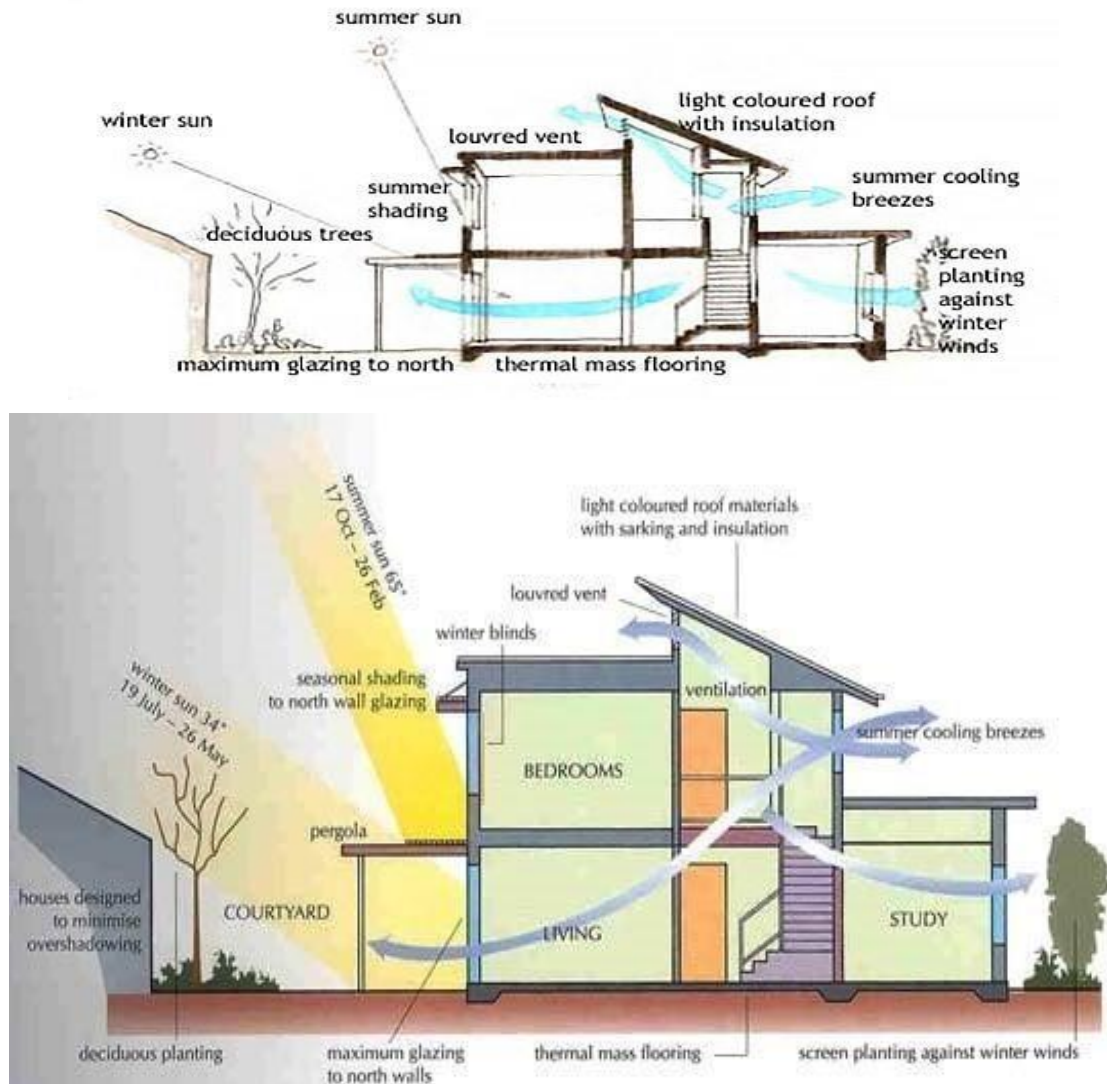 summer sun
winter sun
louvred vent
light coloured roof
with insulation
summer
shading
summer cooling
breezes
deciduous trees
screen
planting
against
winter
winds
maximum glazing to north
thermal mass flooring
summer sun 65°
17 Oct – 26 Feb
light coloured roof materials
with sarking and insulation
louvred vent
winter blinds
winter sun 34°
19 July – 26 May
seasonal shading
to north wall glazing
ventilation
summer cooling breezes
BEDROOMS
pergola
houses designed
to minimise
overshadowing
COURTYARD
LIVING
STUDY
deciduous planting
maximum glazing
to north walls
thermal mass flooring
screen planting against winter winds